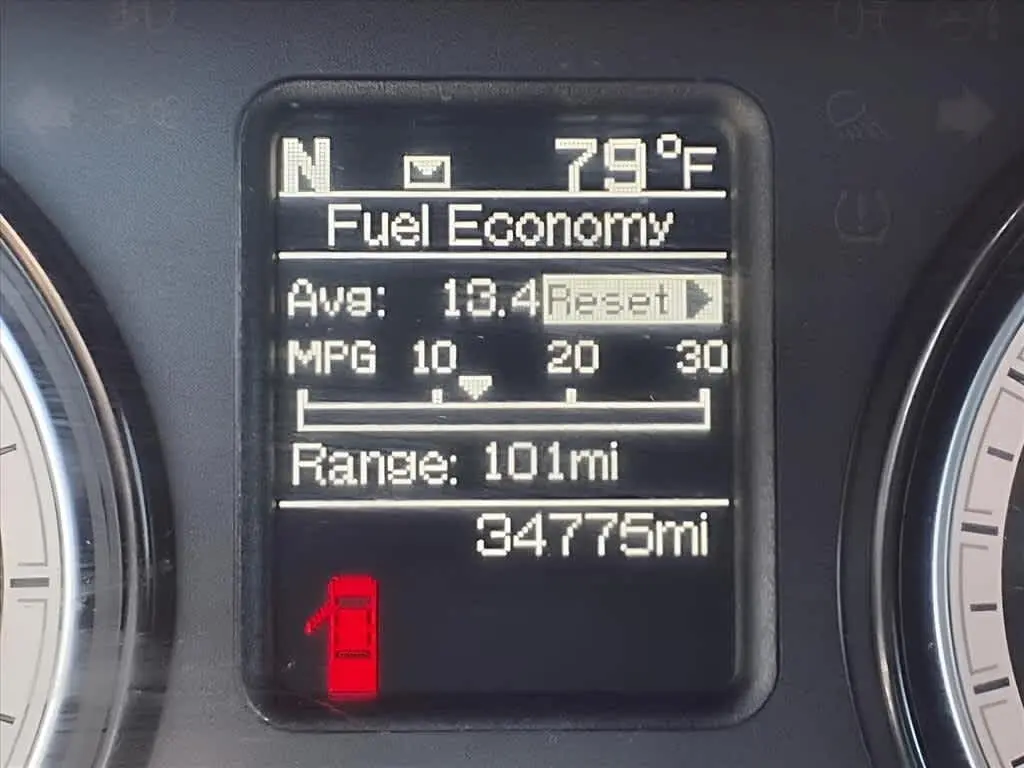 N 79°F
Fuel Economy
Avg: 13.4 Reset
MPG 10 20 30
Range: 101mi
34775mi